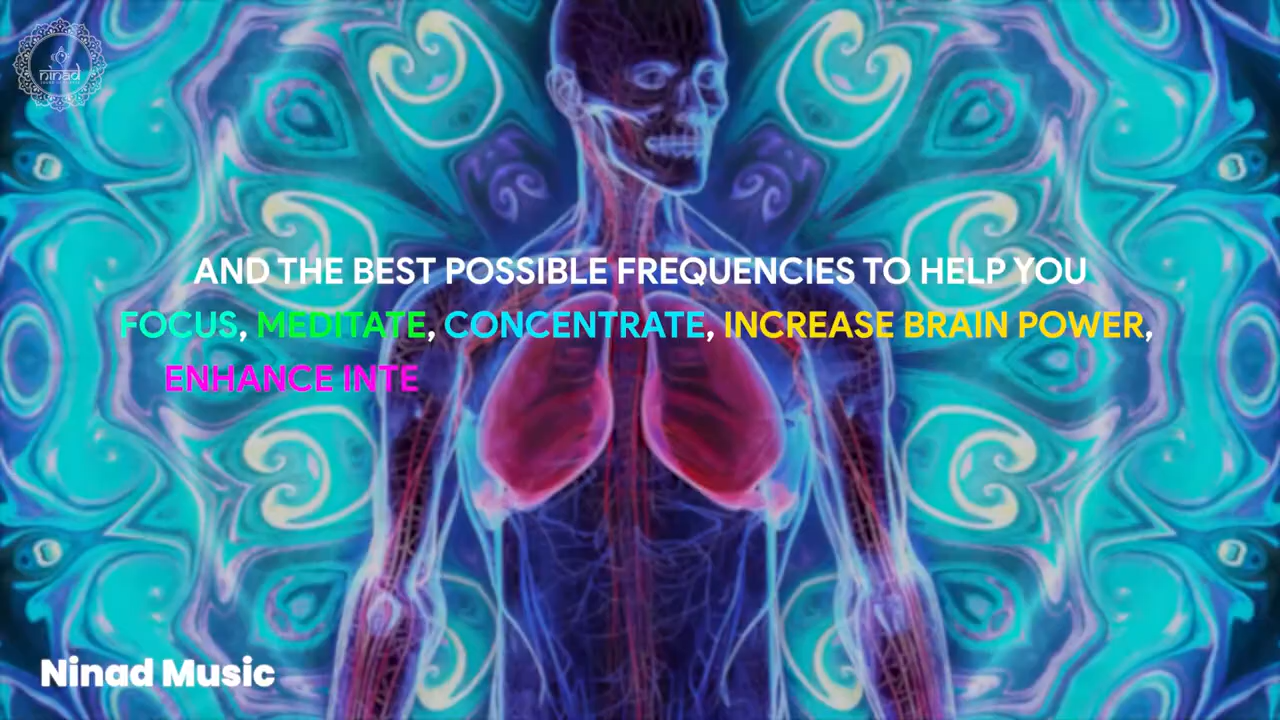 ninad
AND THE BEST POSSIBLE FREQUENCIES TO HELP YOU
FOCUS, MEDITATE, CONCENTRATE, INCREASE BRAIN POWER,
ENHANCE INTE
Ninad Music